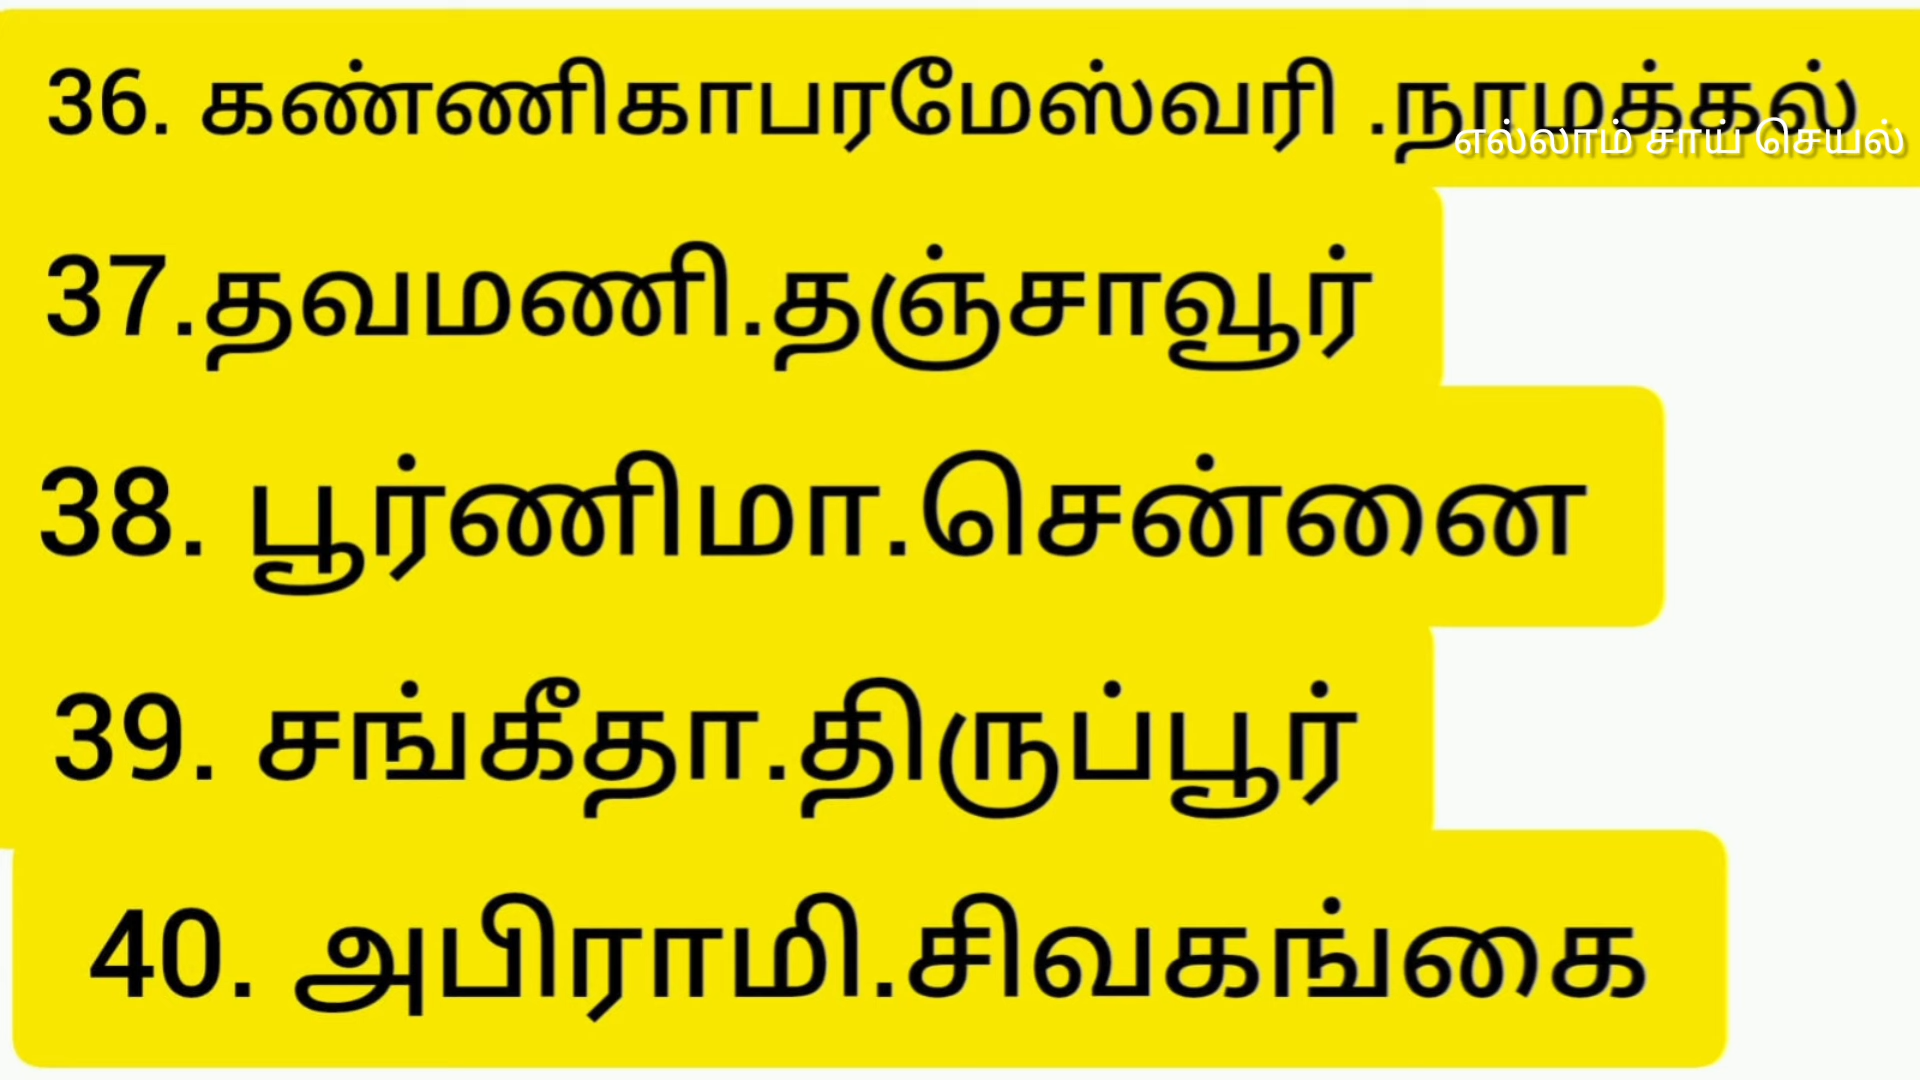 36. கண்ணிகாபரமேஸ்வரி .நாமக்கல்
எல்லாம் சாய் செயல்
37.தவமணி.தஞ்சாவூர்
38. பூர்ணிமா.சென்னை
39. சங்கீதா.திருப்பூர்
40. அபிராமி.சிவகங்கை